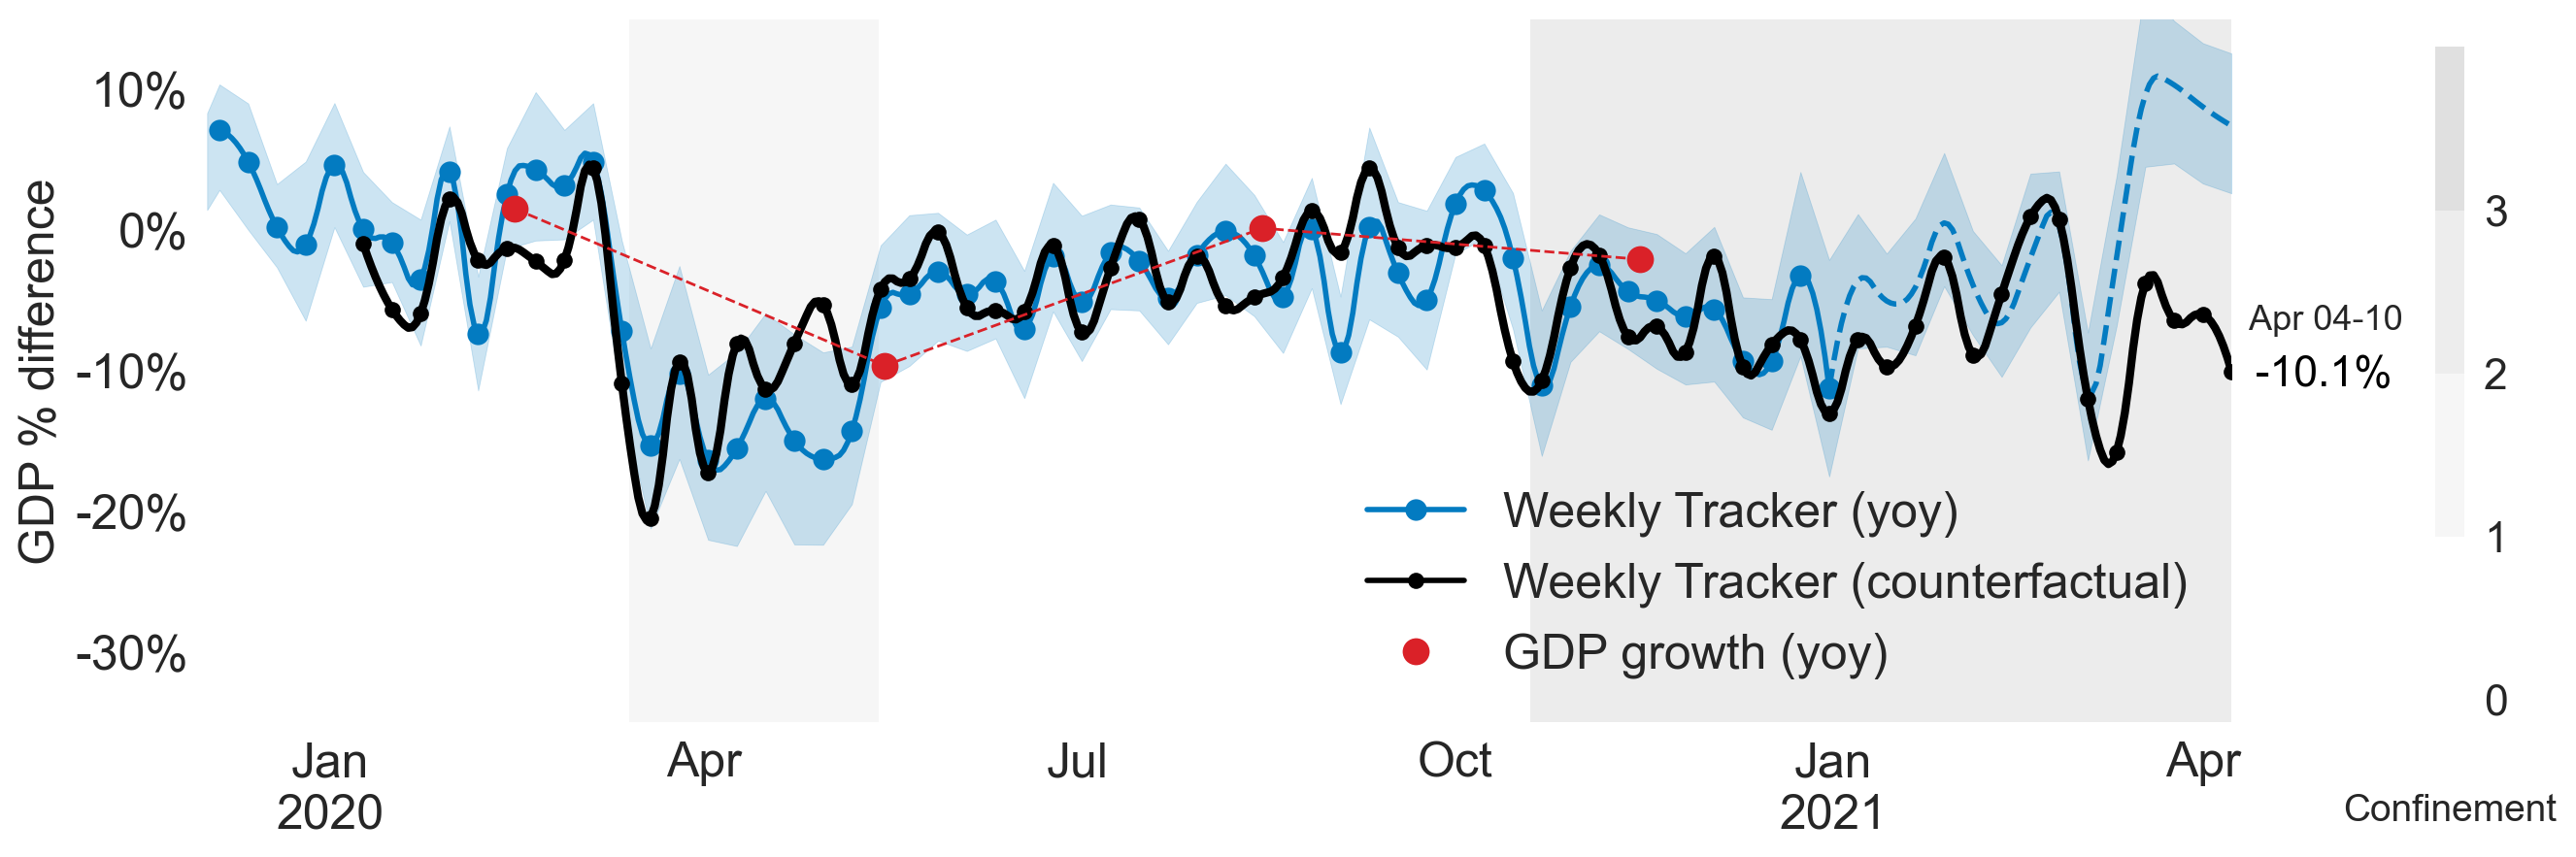 GDP % difference
10%
0%
-10%
-20%
-30%
Jan
2020
Apr
Jul
Oct
Jan
2021
Apr
Weekly Tracker (yoy)
Weekly Tracker (counterfactual)
GDP growth (yoy)
Apr 04-10
-10.1%
3
2
1
0
Confinement